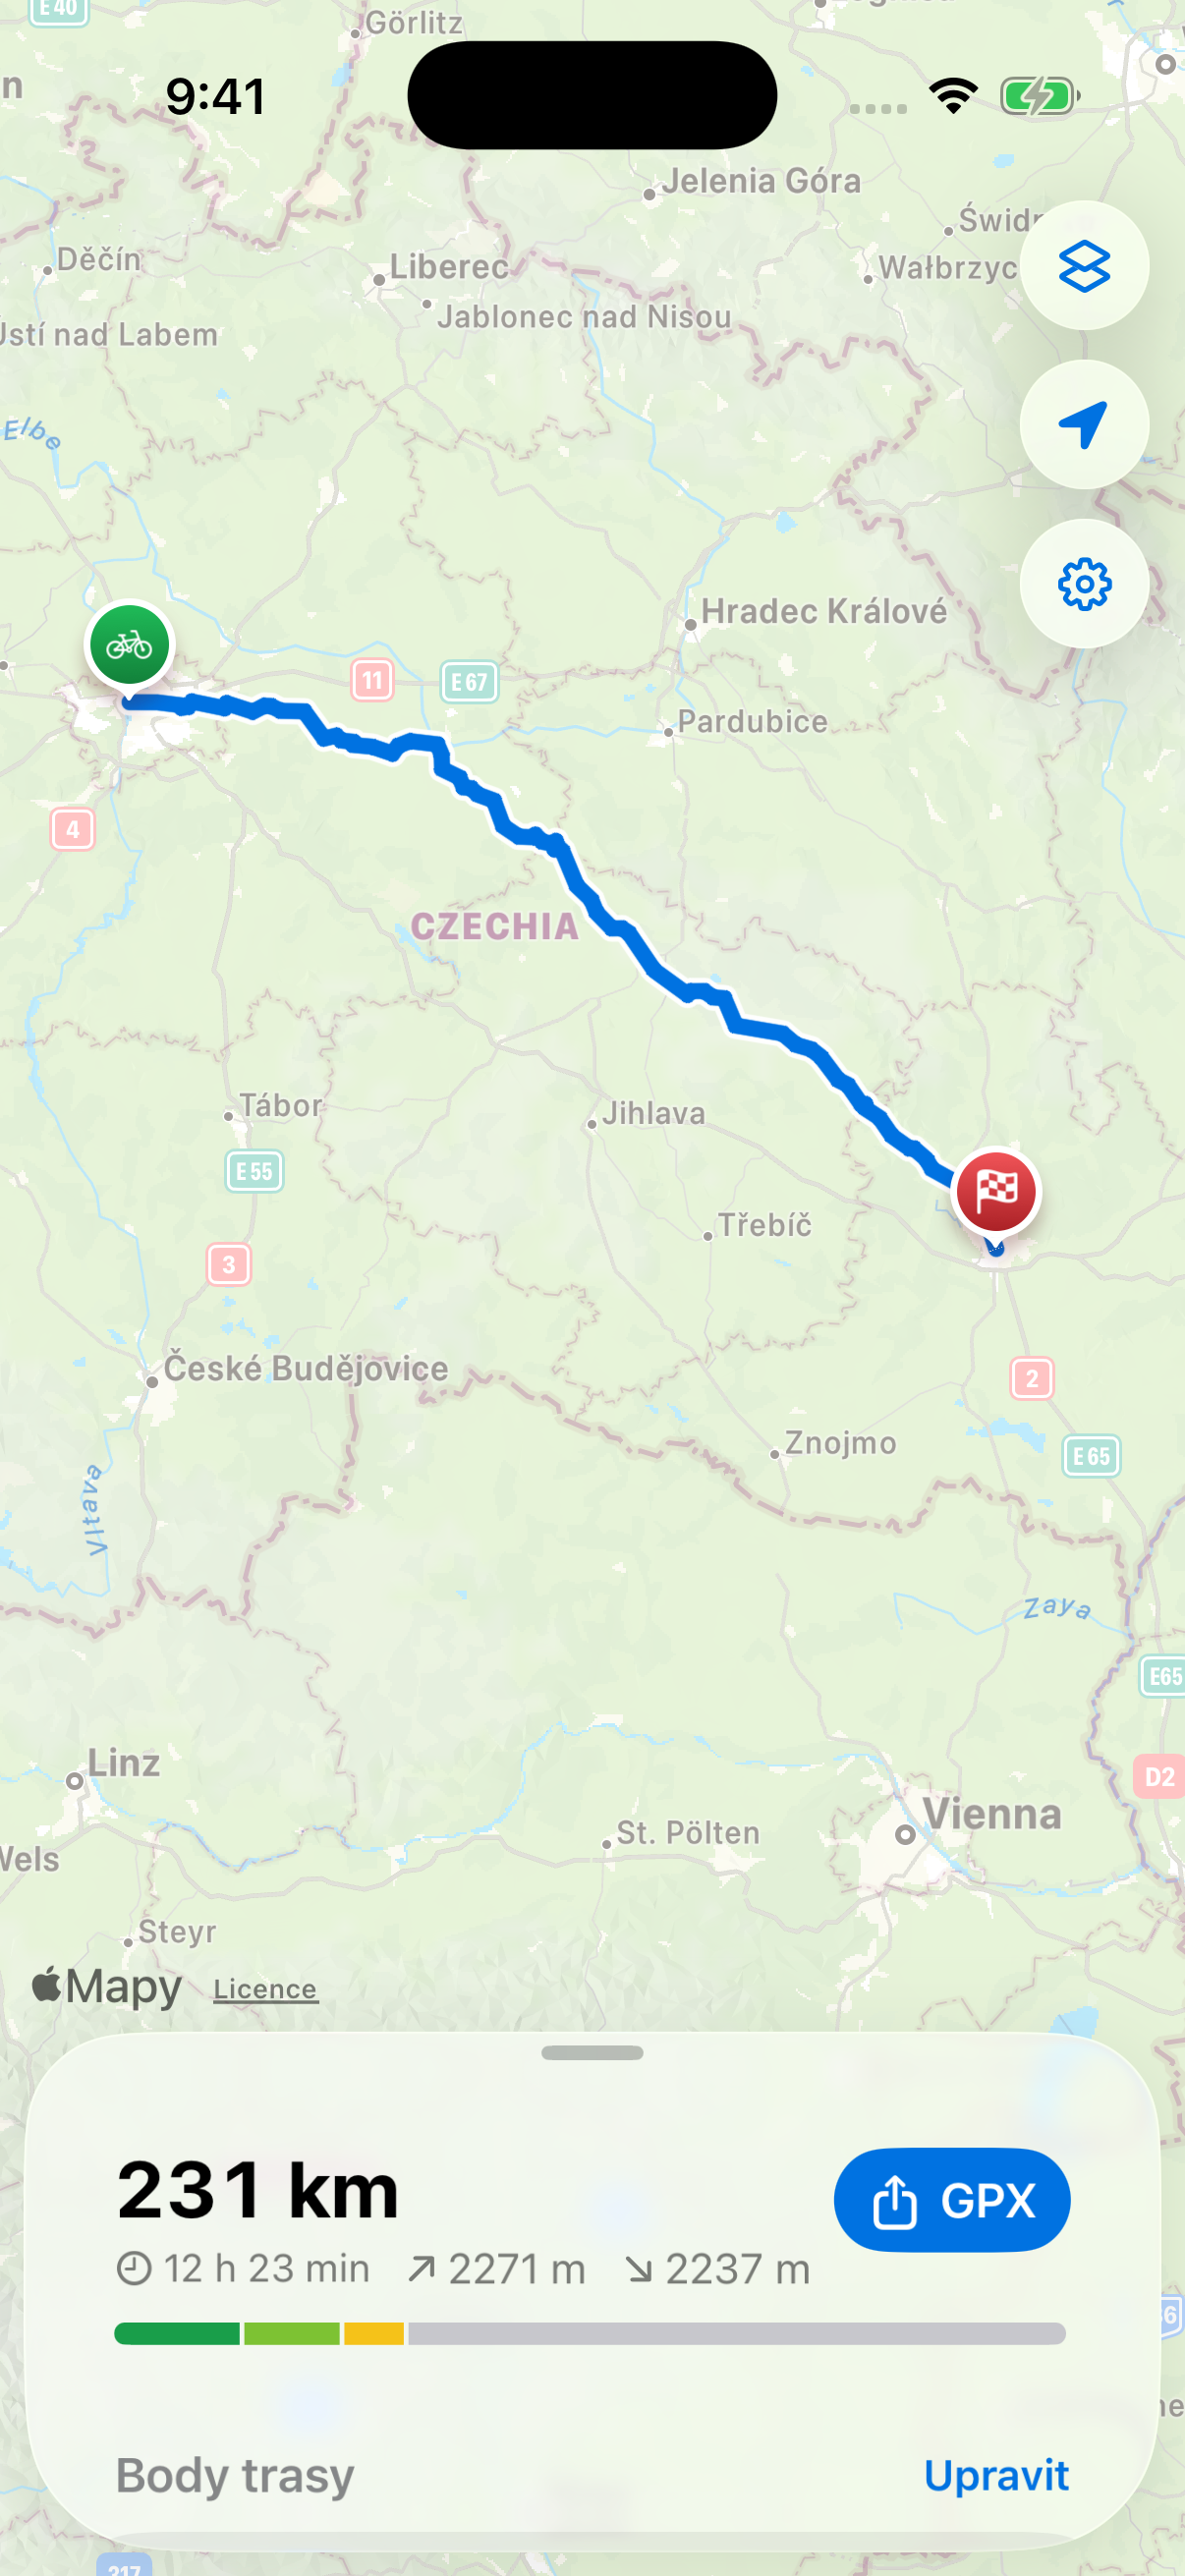 E 40
Görlitz
9:41
Jelenia Góra
Děčín
Liberec
Jablonec nad Nisou
Ústí nad Labem
Elbe
Hradec Králové
11
E 67
Pardubice
4
CZECHIA
Tábor
Jihlava
E 55
Třebíč
3
České Budějovice
2
Znojmo
E 65
Vltava
Zaya
E65
Linz
D2
Vienna
St. Pölten
Wels
Steyr
Mapy
Licence
231 km
GPX
12 h 23 min 2271 m 2237 m
Body trasy
Upravit
217